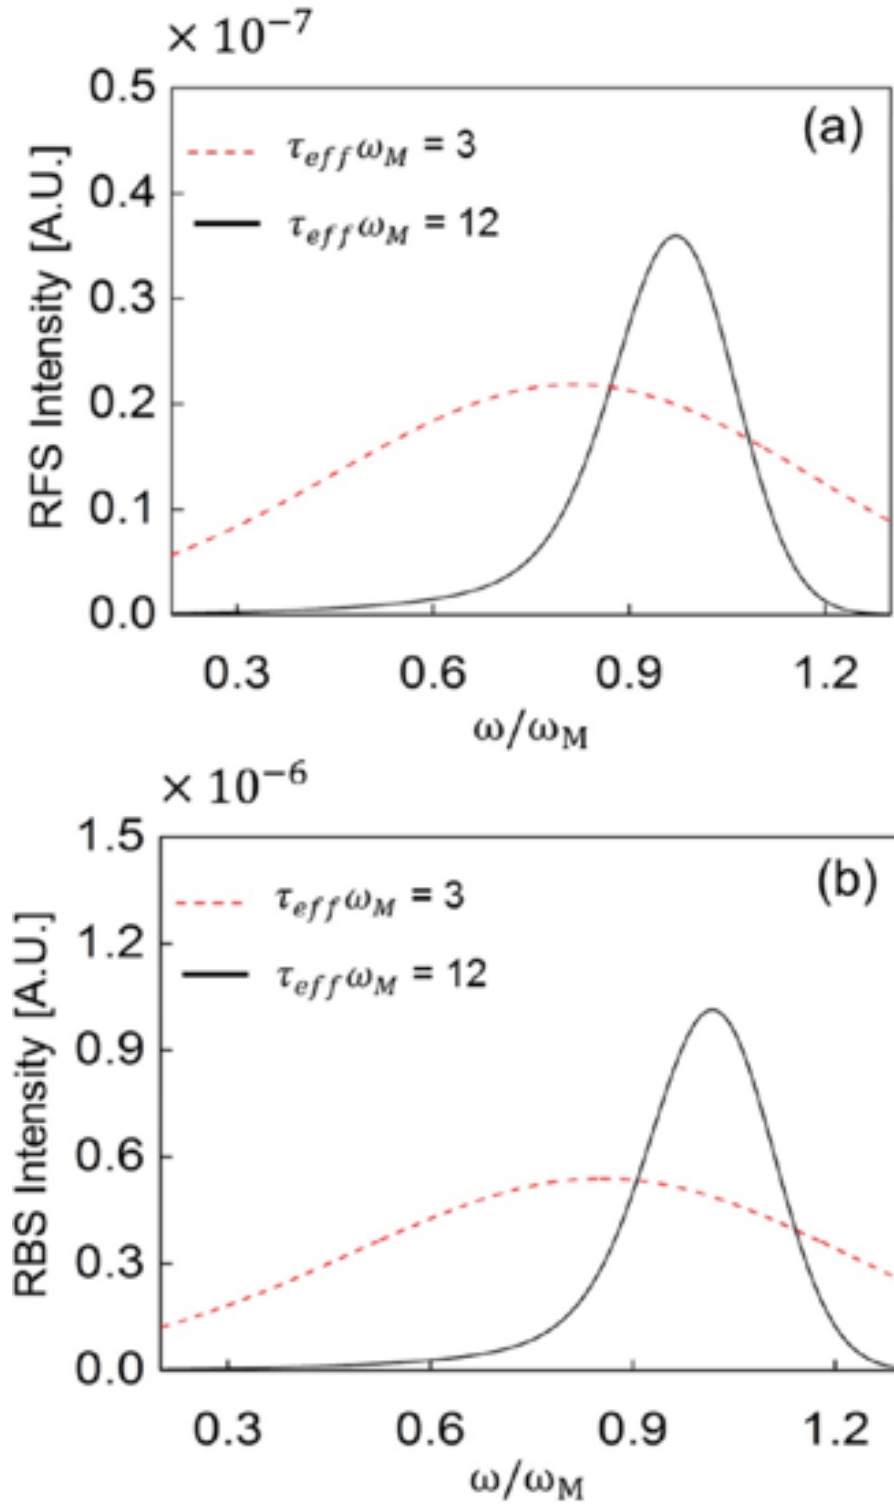 × 10⁻⁷
0.5
(a)
τ_eff ω_M = 3
0.4
τ_eff ω_M = 12
0.3
0.2
0.1
0.0
RFS Intensity [A.U.]
0.3 0.6 0.9 1.2
ω/ω_M
× 10⁻⁶
1.5
(b)
τ_eff ω_M = 3
1.2
τ_eff ω_M = 12
0.9
0.6
0.3
0.0
RBS Intensity [A.U.]
0.3 0.6 0.9 1.2
ω/ω_M